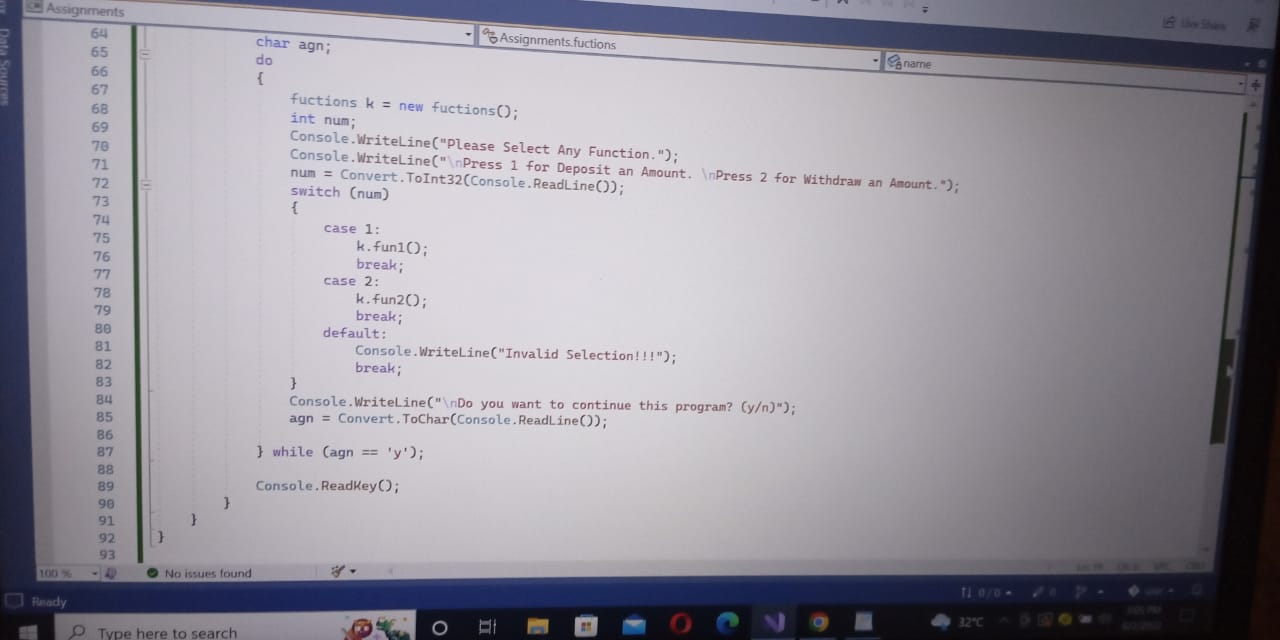 Assignments
Assignments.fuctions
name
Live Share
Data Sources
64
65 char agn;
66 do
67 {
68 fuctions k = new fuctions();
69 int num;
70 Console.WriteLine("Please Select Any Function.");
71 Console.WriteLine("\nPress 1 for Deposit an Amount. \nPress 2 for Withdraw an Amount.");
72 num = Convert.ToInt32(Console.ReadLine());
73 switch (num)
74 {
75 case 1:
76 k.fun1();
77 break;
78 case 2:
79 k.fun2();
80 break;
81 default:
82 Console.WriteLine("Invalid Selection!!!");
83 break;
84 }
85 Console.WriteLine("\nDo you want to continue this program? (y/n)");
86 agn = Convert.ToChar(Console.ReadLine());
87 } while (agn == 'y');
88
89 Console.ReadKey();
90 }
91 }
92 }
93
100 %
No issues found
Ready
0 / 0
0
Type here to search
32°C